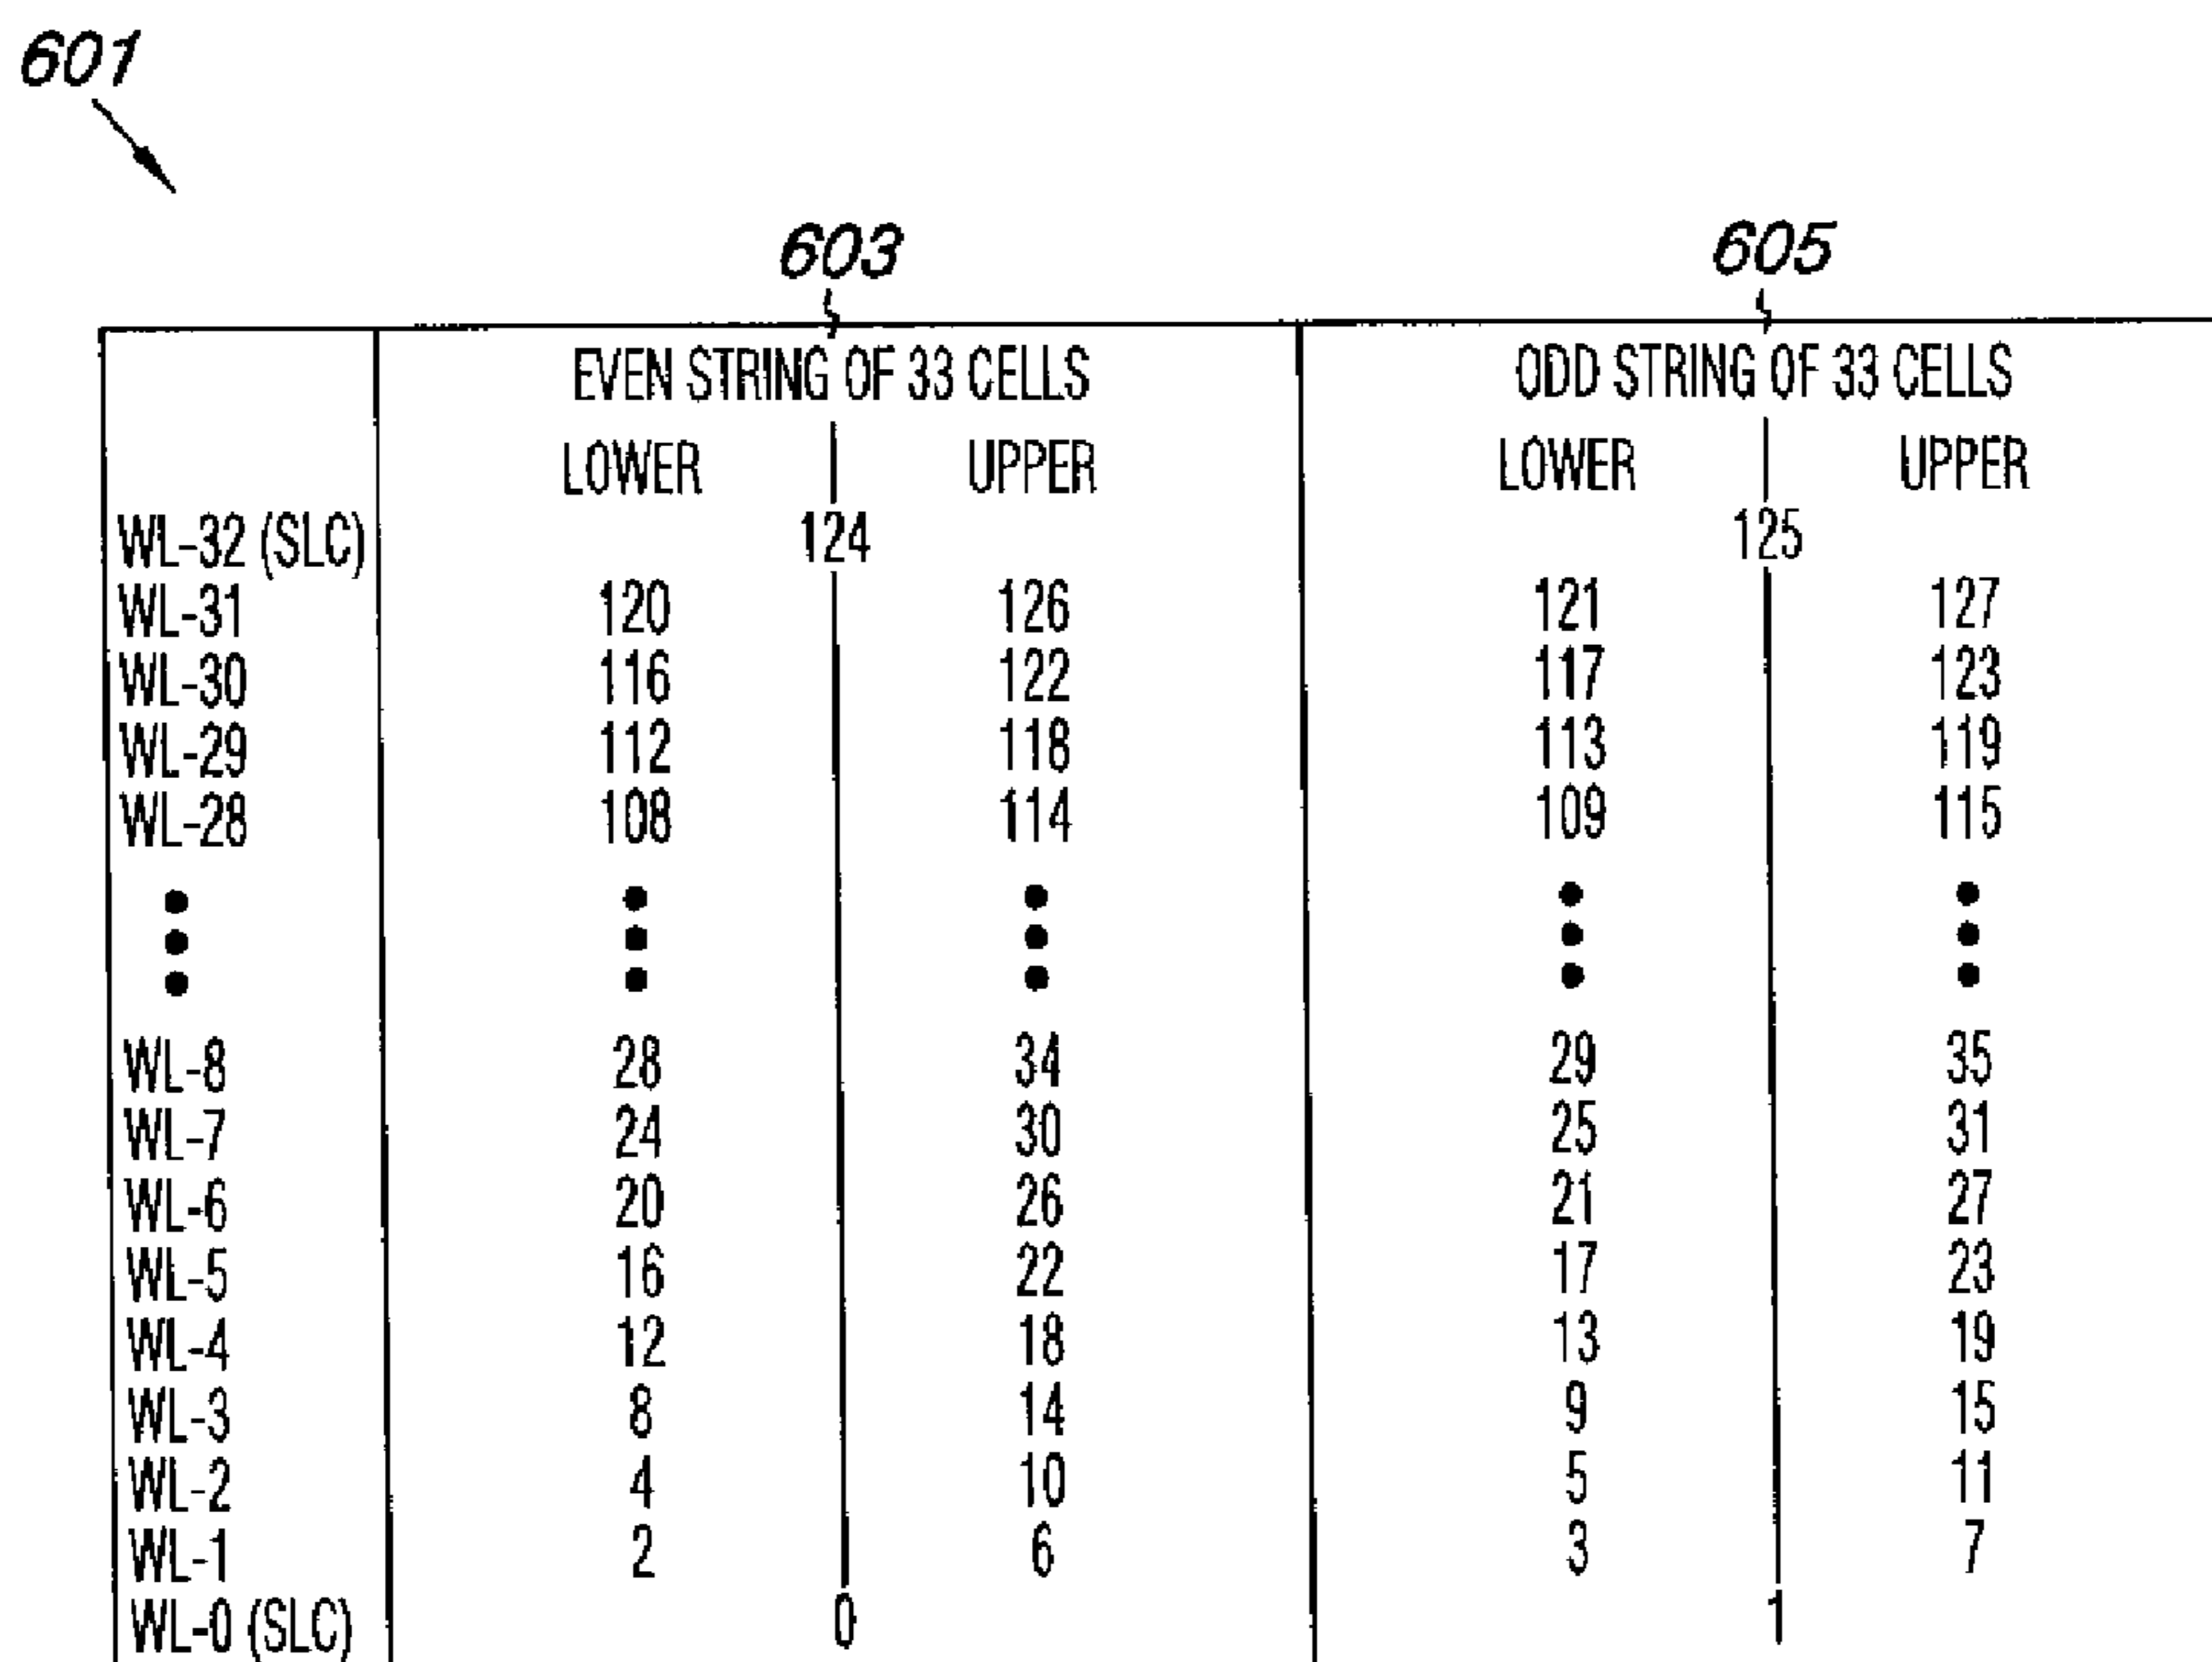 601
603 605
EVEN STRING OF 33 CELLS ODD STRING OF 33 CELLS
LOWER UPPER LOWER UPPER
WL-32 (SLC) 124 125
WL-31 120 126 121 127
WL-30 116 122 117 123
WL-29 112 118 113 119
WL-28 108 114 109 115
WL-8 28 34 29 35
WL-7 24 30 25 31
WL-6 20 26 21 27
WL-5 16 22 17 23
WL-4 12 18 13 19
WL-3 8 14 9 15
WL-2 4 10 5 11
WL-1 2 6 3 7
WL-0 (SLC) 0 1